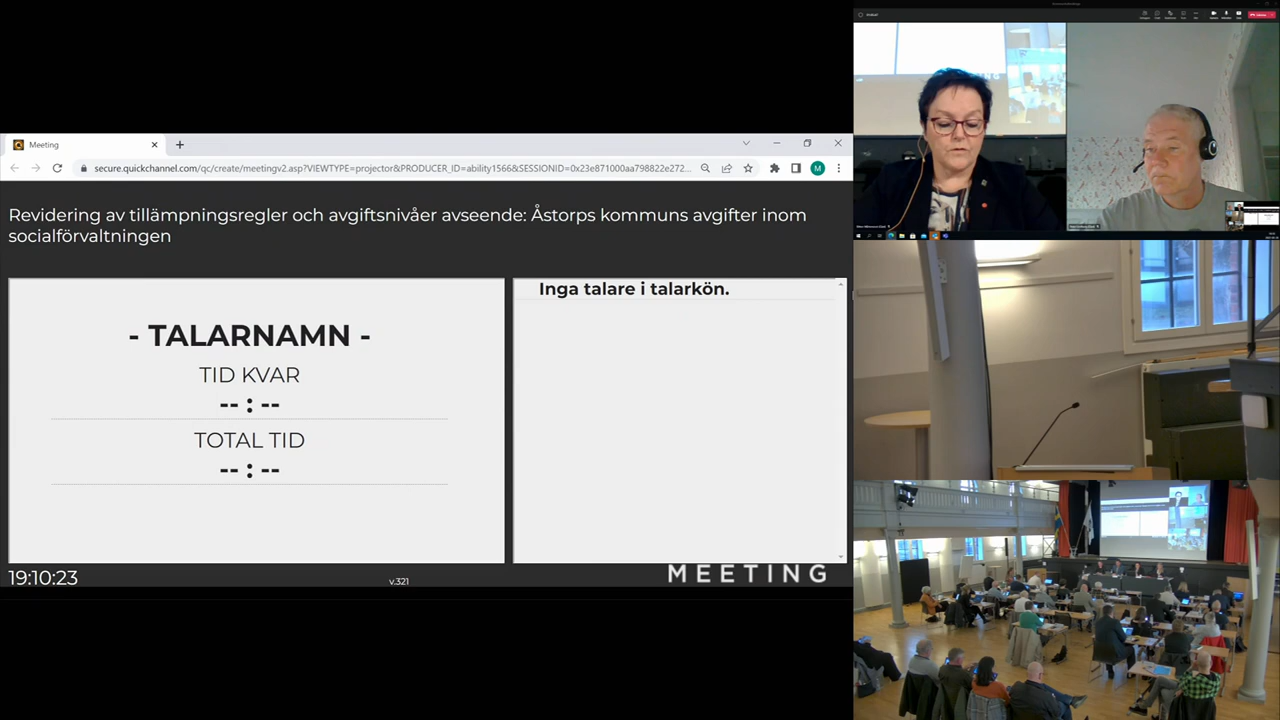 Meeting
secure.quickchannel.com/qc/create/meetingv2.asp?VIEWTYPE=projector&PRODUCER_ID=ability1566&SESSIONID=0x23e871000aa798822e272...
M
Revidering av tillämpningsregler och avgiftsnivåer avseende: Åstorps kommuns avgifter inom
socialförvaltningen
- TALARNAMN -
TID KVAR
-- : --
TOTAL TID
-- : --
Inga talare i talarkön.
19:10:23
v.321
MEETING